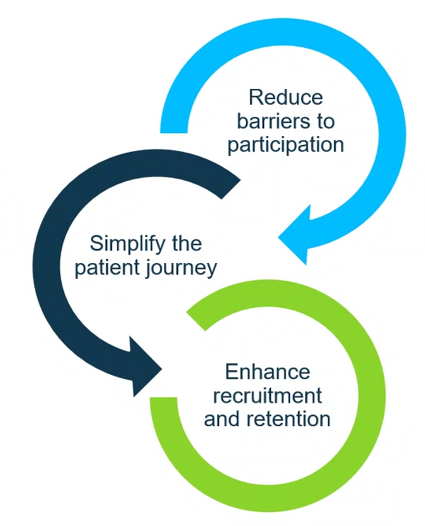 Reduce
barriers to
participation
Simplify the
patient journey
Enhance
recruitment
and retention